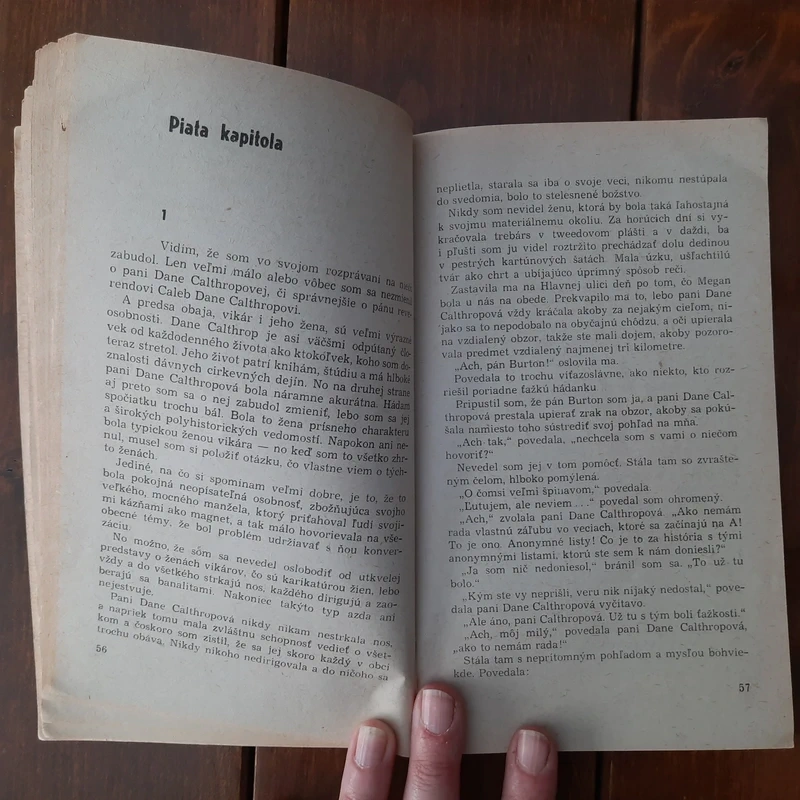 Piata kapitola
1
Vidím, že som vo svojom rozprávaní na
zabudol. Len veľmi málo alebo vôbec som sa nezmienil
o pani Dane Calthropovej, či správnejšie o pánu reve-
rendovi Caleb Dane Calthropovi.
A predsa obaja, vikár i jeho žena, sú veľmi výrazné
osobnosti. Dane Calthrop je asi väčšmi odpútaný člo-
vek od každodenného života ako ktokoľvek, koho som do-
teraz stretol. Jeho život patrí knihám, štúdiu a má hlboké
znalosti dávnych cirkevných dejín. No na druhej strane
pani Dane Calthropová bola náramne akurátna. Hádam
aj preto som sa o nej zabudol zmieniť, lebo som sa jej
spočiatku trochu bál. Bola to žena prísneho charakteru
a širokých polyhistorických vedomostí. Napokon ani ne-
bola typickou ženou vikára — no keď som to všetko zhr-
nul, musel som si položiť otázku, čo vlastne viem o tých-
to ženách.
Jediné, na čo si spomínam veľmi dobre, je to, že to
bola pokojná neopísateľná osobnosť, zbožňujúca svojho
veľkého, mocného manžela, ktorý priťahoval ľudí svoji-
mi kázňami ako magnet, a tak málo hovorievala na vše-
obecné témy, že bol problém udržiavať s ňou konver-
záciu.
No možno, že som sa nevedel oslobodiť od utkvelej
predstavy o ženách vikárov, čo sú karikatúrou žien, lebo
vždy a do všetkého strkajú nos, každého dirigujú a zao-
berajú sa banalitami. Nakoniec takýto typ azda ani
nejestvuje.
Pani Dane Calthropová nikdy nikam nestrkala nos,
a napriek tomu mala zvláštnu schopnosť vedieť o všet-
kom a čoskoro som zistil, že sa jej skoro každý v obci
trochu obáva. Nikdy nikoho nedirigovala a do ničoho sa
56
neplietla, starala sa iba o svoje veci, nikomu nestúpala
do svedomia, bolo to stelesnené božstvo.
Nikdy som nevidel ženu, ktorá by bola taká ľahostajná
k svojmu materiálnemu okoliu. Za horúcich dní si vy-
kračovala trebárs v tweedovom plášti a v daždi, ba
i pľušti som ju videl roztržito prechádzať dolu dedinou
v pestrých kartúnových šatách. Mala úzku, ušľachtilú
tvár ako chrt a ubíjajúco úprimný spôsob reči.
Zastavila ma na Hlavnej ulici deň po tom, čo Megan
bola u nás na obede. Prekvapilo ma to, lebo pani Dane
Calthropová vždy kráčala akoby za nejakým cieľom, ni-
jako sa to nepodobalo na obyčajnú chôdzu, a oči upierala
na vzdialený obzor, takže ste mali dojem, akoby pozoro-
vala predmet vzdialený najmenej tri kilometre.
„Ach, pán Burton!“ oslovila ma.
Povedala to trochu víťazoslávne, ako niekto, kto roz-
riešil poriadne ťažkú hádanku.
Pripustil som, že pán Burton som ja, a pani Dane Cal-
thropová prestala upierať zrak na obzor, akoby sa pokú-
šala namiesto toho sústrediť svoj pohľad na mňa.
„Ach tak,“ povedala, „nechcela som s vami o niečom
hovoriť?“
Nevedel som jej v tom pomôcť. Stála tam so zvrašte-
ným čelom, hlboko pomýlená.
„O čomsi veľmi špinavom,“ povedala.
„Ľutujem, ale neviem . . .“ povedal som ohromený.
„Ach,“ zvolala pani Dane Calthropová. „Ako nemám
rada vlastnú záľubu vo veciach, ktoré sa začínajú na A!
To je ono. Anonymné listy! Čo je to za história s tými
anonymnými listami, ktorú ste sem k nám doniesli?“
„Ja som nič nedoniesol,“ bránil som sa. „To už tu
bolo.“
„Kým ste vy neprišli, veru nik nijaký nedostal,“ pove-
dala pani Dane Calthropová vyčítavo.
„Ale áno, pani Calthropová. Už tu s tým boli ťažkosti.“
„Ach, môj milý,“ povedala pani Dane Calthropová,
„ako to nemám rada!“
Stála tam s neprítomným pohľadom a mysľou bohvie-
kde. Povedala:
57